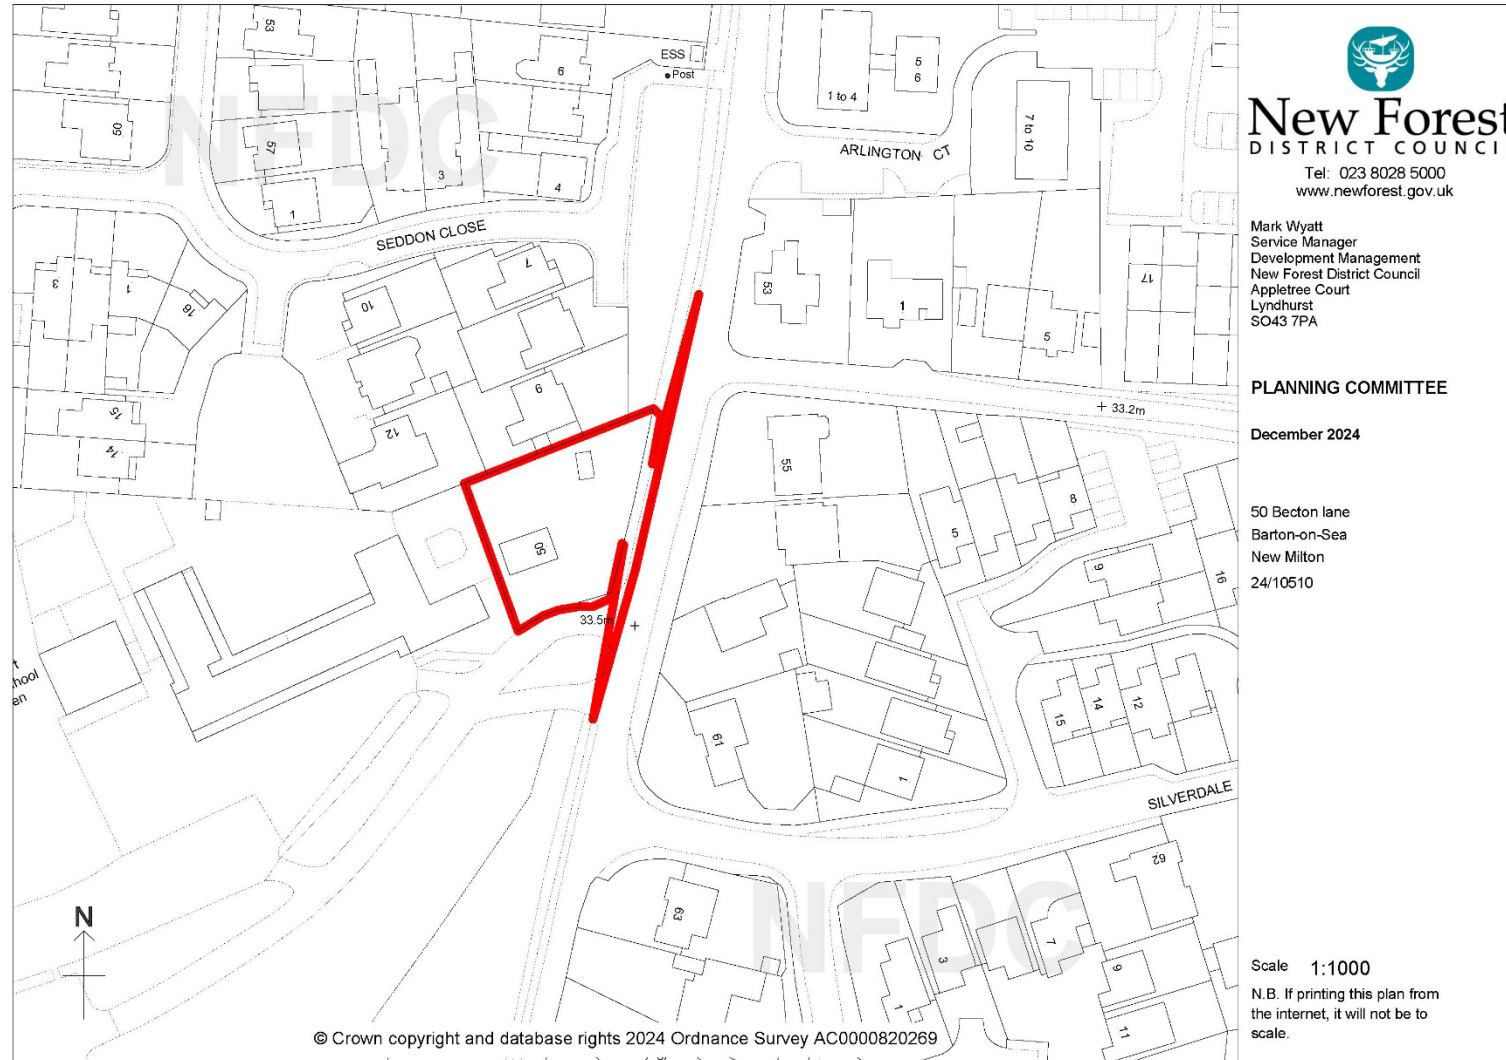 NFDC
53
50
57
1
3
6
4
ESS
Post
1 to 4
5
6
7 to 10
ARLINGTON CT
SEDDON CLOSE
3
1
16
15
14
10
7
9
12
50
33.5m
53
1
5
17
33.2m
55
5
8
9
16
61
1
15
14
12
SILVERDALE
62
63
1
3
7
9
11
NFDC
N
© Crown copyright and database rights 2024 Ordnance Survey AC0000820269
New Forest
DISTRICT COUNCI
Tel: 023 8028 5000
www.newforest.gov.uk
Mark Wyatt
Service Manager
Development Management
New Forest District Council
Appletree Court
Lyndhurst
SO43 7PA
PLANNING COMMITTEE
December 2024
50 Becton lane
Barton-on-Sea
New Milton
24/10510
Scale 1:1000
N.B. If printing this plan from
the internet, it will not be to
scale.